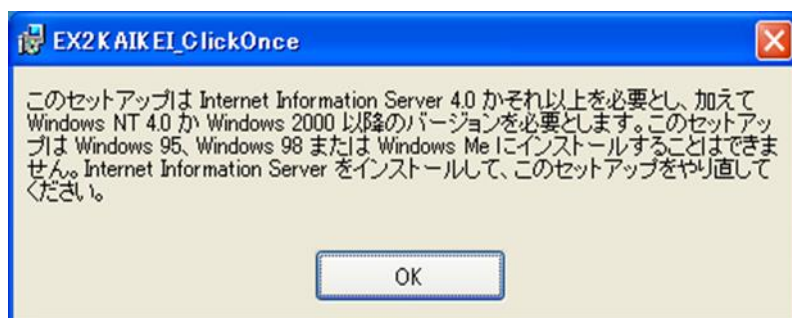 EX2KAIKEI_ClickOnce
このセットアップは Internet Information Server 4.0 かそれ以上を必要とし、加えて
Windows NT 4.0 か Windows 2000 以降のバージョンを必要とします。このセットアッ
プは Windows 95、Windows 98 または Windows Me にインストールすることはできま
せん。Internet Information Server をインストールして、このセットアップをやり直して
ください。
OK